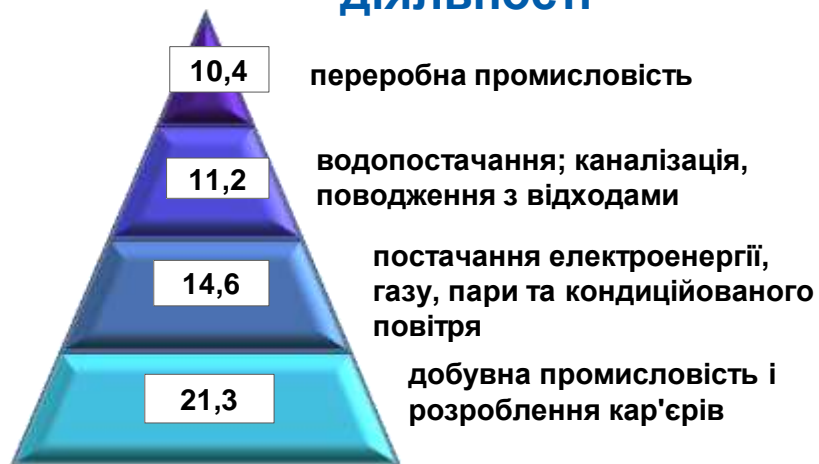 діяльності
10,4
переробна промисловість
11,2
водопостачання; каналізація,
поводження з відходами
14,6
постачання електроенергії,
газу, пари та кондиційованого
повітря
21,3
добувна промисловість і
розроблення кар'єрів